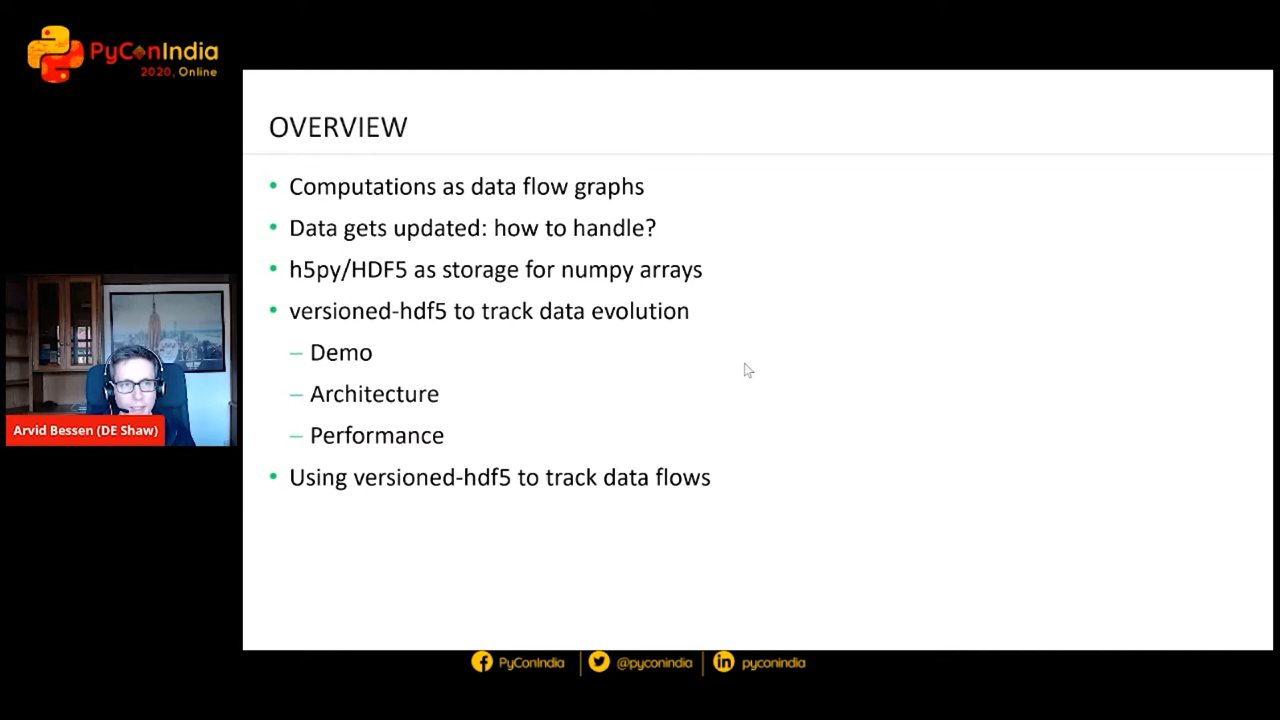 PyConIndia
2020, Online
OVERVIEW
• Computations as data flow graphs
• Data gets updated: how to handle?
• h5py/HDF5 as storage for numpy arrays
• versioned-hdf5 to track data evolution
– Demo
– Architecture
– Performance
• Using versioned-hdf5 to track data flows
Arvid Bessen (DE Shaw)
PyConIndia
@pyconindia
pyconindia